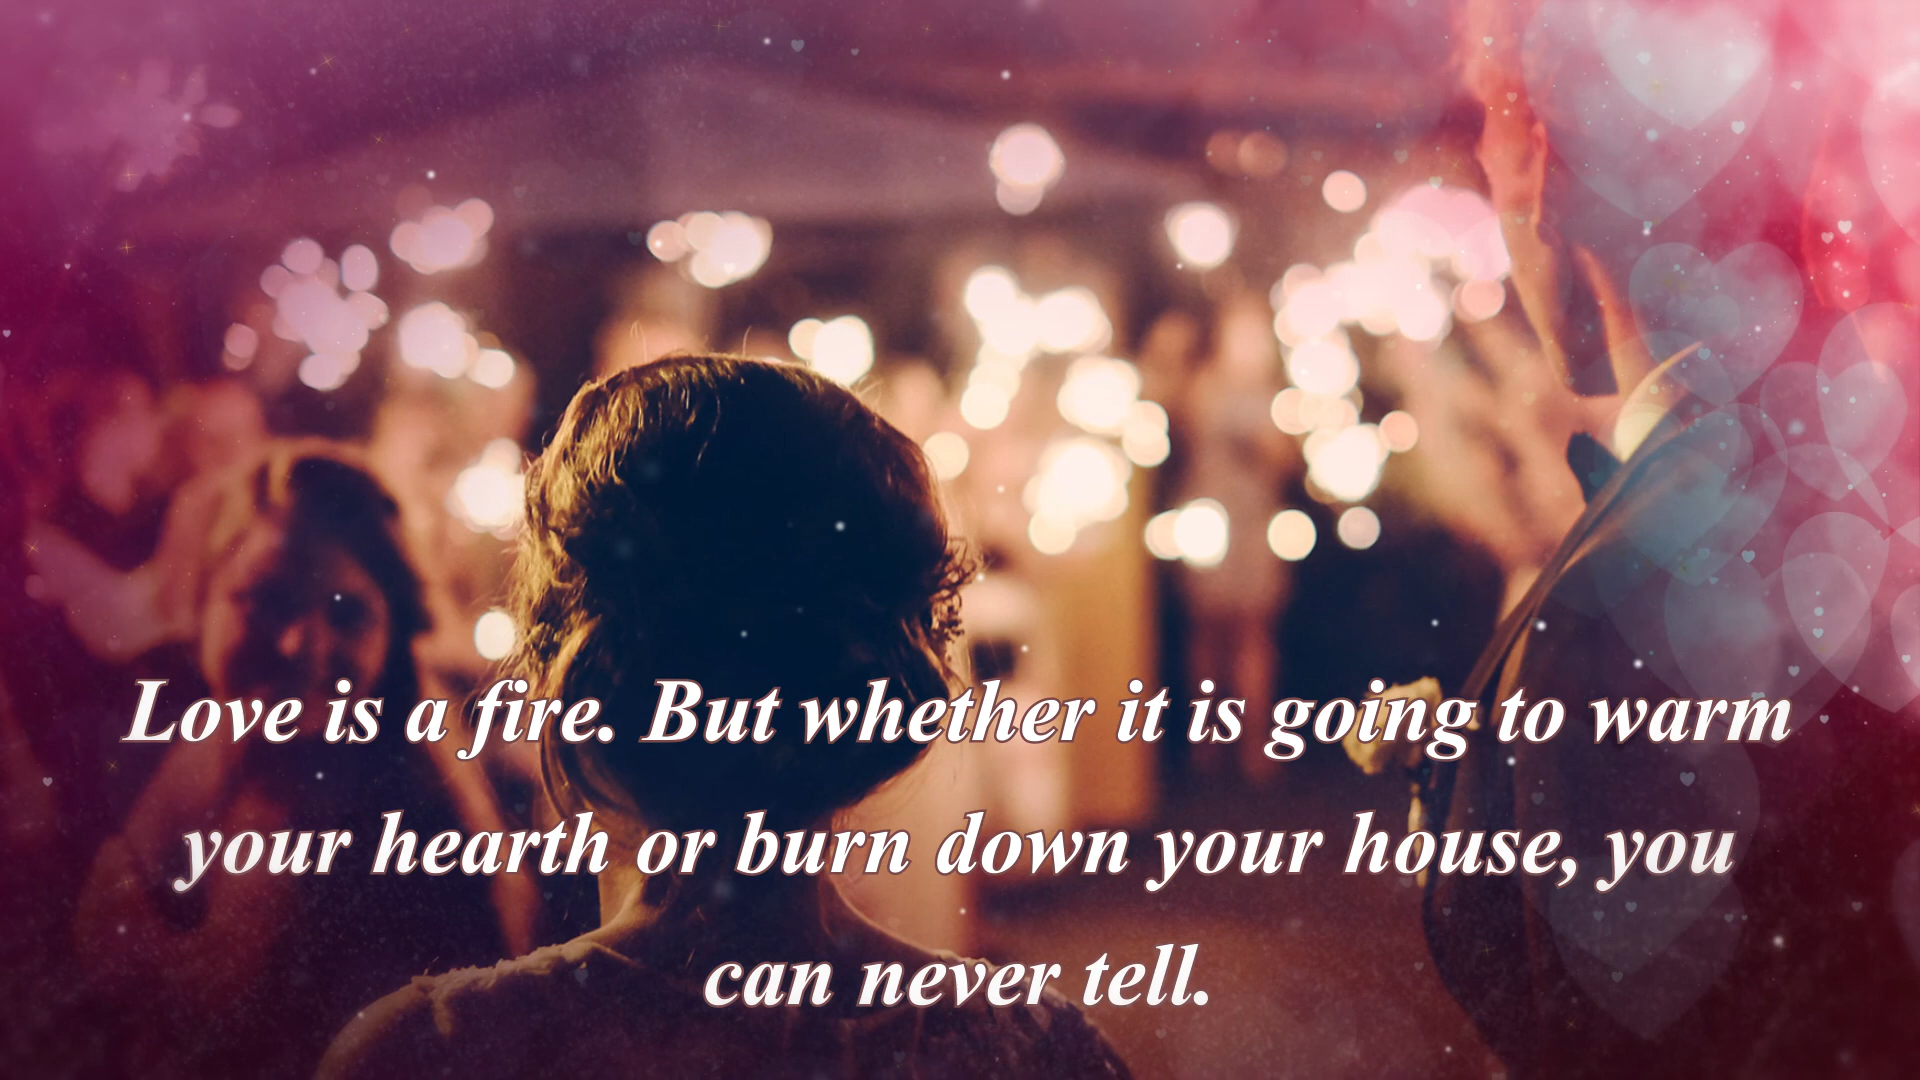 Love is a fire. But whether it is going to warm
your hearth or burn down your house, you
can never tell.